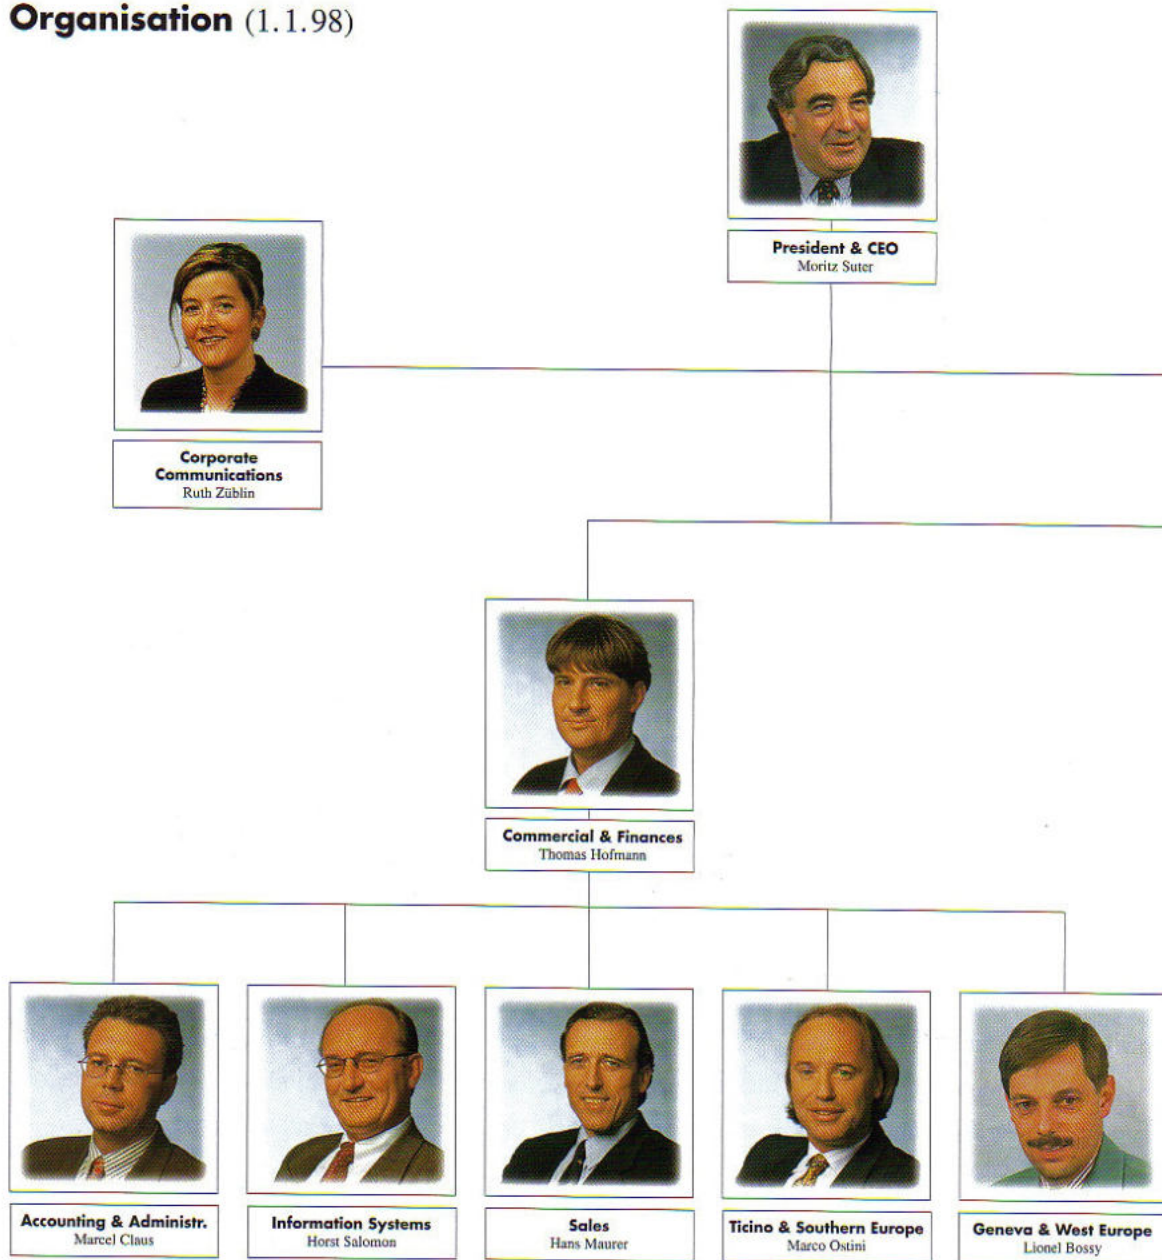 Organisation (1.1.98)
President & CEO
Moritz Suter
Corporate
Communications
Ruth Züblin
Commercial & Finances
Thomas Hofmann
Accounting & Administr.
Marcel Claus
Information Systems
Horst Salomon
Sales
Hans Maurer
Ticino & Southern Europe
Marco Ostini
Geneva & West Europe
Lionel Bossy